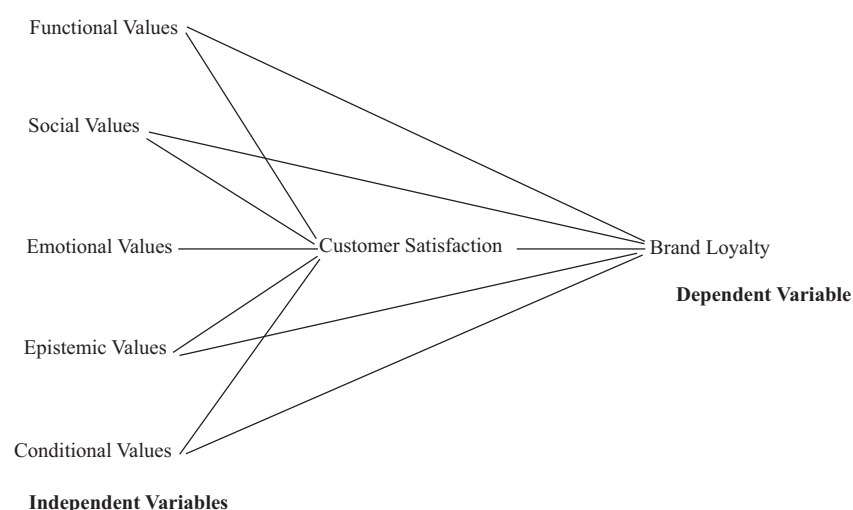 Functional Values
Social Values
Emotional Values
Customer Satisfaction
Brand Loyalty
Dependent Variable
Epistemic Values
Conditional Values
Independent Variables